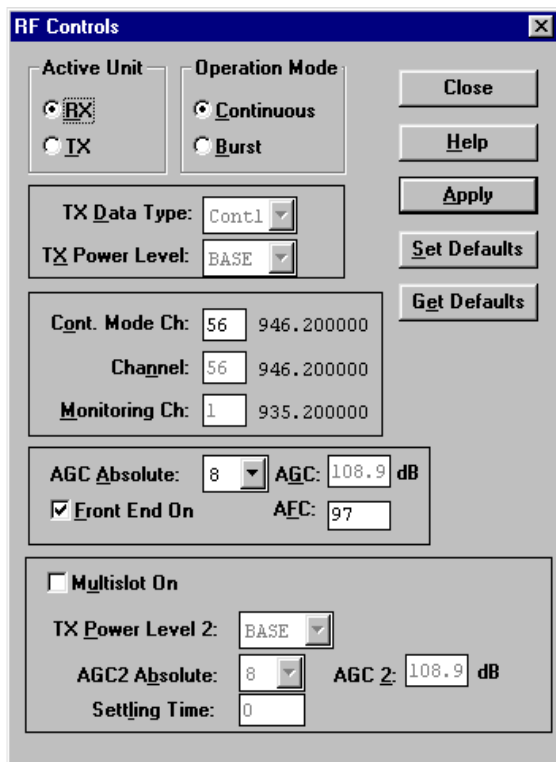 RF Controls
Active Unit
RX
TX
Operation Mode
Continuous
Burst
Close
Help
Apply
Set Defaults
Get Defaults
TX Data Type: Cont1
TX Power Level: BASE
Cont. Mode Ch: 56 946.200000
Channel: 56 946.200000
Monitoring Ch: 1 935.200000
AGC Absolute: 8 AGC: 108.9 dB
Front End On AFC: 97
Multislot On
TX Power Level 2: BASE
AGC2 Absolute: 8 AGC 2: 108.9 dB
Settling Time: 0